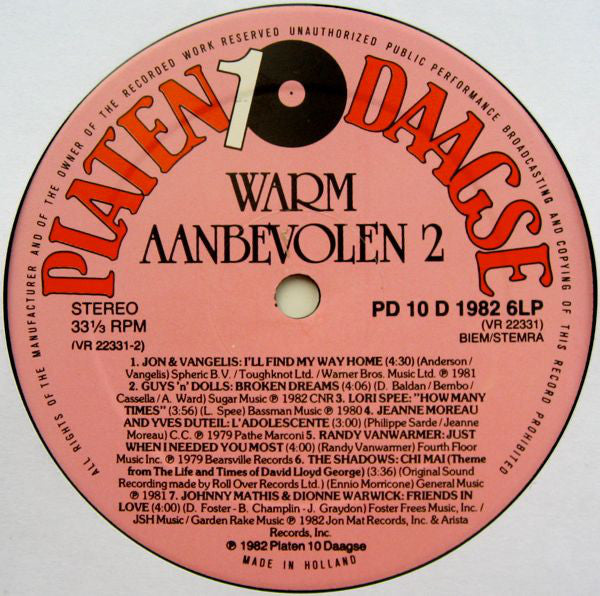 ALL RIGHTS OF THE MANUFACTURER AND OF THE OWNER OF THE RECORDED WORK RESERVED UNAUTHORIZED PUBLIC PERFORMANCE BROADCASTING AND COPYING OF THIS RECORD PROHIBITED
PLATEN 10 DAAGSE
WARM
AANBEVOLEN 2
STEREO
33⅓ RPM
(VR 22331-2)
PD 10 D 1982 6LP
(VR 22331)
BIEM/STEMRA
1. JON & VANGELIS: I'LL FIND MY WAY HOME (4:30) (Anderson /
Vangelis) Spheric B.V. / Toughknot Ltd. / Warner Bros. Music Ltd. ℗ 1981
2. GUYS 'n' DOLLS: BROKEN DREAMS (4:06) (D. Baldan / Bembo /
Cassella / A. Ward) Sugar Music ℗ 1982 CNR 3. LORI SPEE: "HOW MANY
TIMES" (3:56) (L. Spee) Bassman Music ℗ 1980 4. JEANNE MOREAU
AND YVES DUTEIL: L'ADOLESCENTE (3:00) (Philippe Sarde / Jeanne
Moreau) C.C. ℗ 1979 Pathe Marconi 5. RANDY VANWARMER: JUST
WHEN I NEEDED YOU MOST (4:00) (Randy Vanwarmer) Fourth Floor
Music Inc. ℗ 1979 Bearsville Records 6. THE SHADOWS: CHI MAI (Theme
from The Life and Times of David Lloyd George) (3:36) (Original Sound
Recording made by Roll Over Records Ltd.) (Ennio Morricone) General Music
℗ 1981 7. JOHNNY MATHIS & DIONNE WARWICK: FRIENDS IN
LOVE (4:00) (D. Foster - B. Champlin - J. Graydon) Foster Frees Music, Inc. /
JSH Music / Garden Rake Music ℗ 1982 Jon Mat Records, Inc. & Arista
Records, Inc.
℗ 1982 Platen 10 Daagse
MADE IN HOLLAND